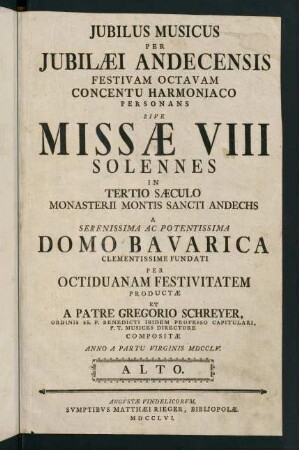 JUBILUS MUSICUS
PER
JUBILÆI ANDECENSIS
FESTIVAM OCTAVAM
CONCENTU HARMONIACO
PERSONANS
SIVE
MISSÆ VIII
SOLENNES
IN
TERTIO SÆCULO
MONASTERII MONTIS SANCTI ANDECHS
A
SERENISSIMA AC POTENTISSIMA
DOMO BAVARICA
CLEMENTISSIME FUNDATI
PER
OCTIDUANAM FESTIVITATEM
PRODUCTÆ
ET
A PATRE GREGORIO SCHREYER,
ORDINIS SS. P. BENEDICTI IBIDEM PROFESSO CAPITULARI,
P. T. MUSICES DIRECTORE
COMPOSITÆ
ANNO A PARTU VIRGINIS MDCCLV.
ALTO.
AUGUSTÆ VINDELICORUM,
SUMPTIBUS MATTHÆI RIEGER, BIBLIOPOLÆ.
MDCCLVI.